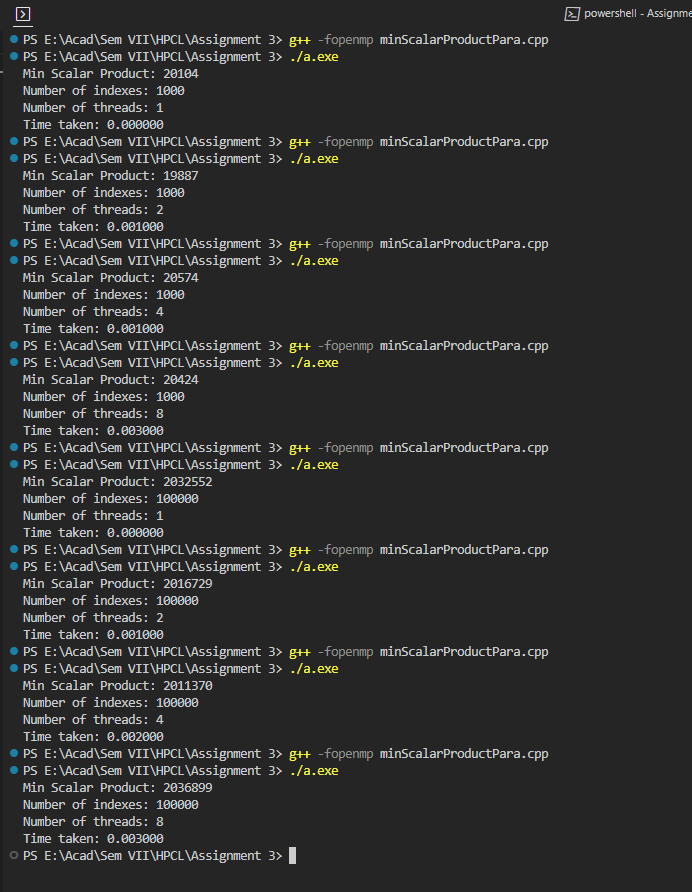 powershell - Assignme
PS E:\Acad\Sem VII\HPCL\Assignment 3> g++ -fopenmp minScalarProductPara.cpp
PS E:\Acad\Sem VII\HPCL\Assignment 3> ./a.exe
Min Scalar Product: 20104
Number of indexes: 1000
Number of threads: 1
Time taken: 0.000000
PS E:\Acad\Sem VII\HPCL\Assignment 3> g++ -fopenmp minScalarProductPara.cpp
PS E:\Acad\Sem VII\HPCL\Assignment 3> ./a.exe
Min Scalar Product: 19887
Number of indexes: 1000
Number of threads: 2
Time taken: 0.001000
PS E:\Acad\Sem VII\HPCL\Assignment 3> g++ -fopenmp minScalarProductPara.cpp
PS E:\Acad\Sem VII\HPCL\Assignment 3> ./a.exe
Min Scalar Product: 20574
Number of indexes: 1000
Number of threads: 4
Time taken: 0.001000
PS E:\Acad\Sem VII\HPCL\Assignment 3> g++ -fopenmp minScalarProductPara.cpp
PS E:\Acad\Sem VII\HPCL\Assignment 3> ./a.exe
Min Scalar Product: 20424
Number of indexes: 1000
Number of threads: 8
Time taken: 0.003000
PS E:\Acad\Sem VII\HPCL\Assignment 3> g++ -fopenmp minScalarProductPara.cpp
PS E:\Acad\Sem VII\HPCL\Assignment 3> ./a.exe
Min Scalar Product: 2032552
Number of indexes: 100000
Number of threads: 1
Time taken: 0.000000
PS E:\Acad\Sem VII\HPCL\Assignment 3> g++ -fopenmp minScalarProductPara.cpp
PS E:\Acad\Sem VII\HPCL\Assignment 3> ./a.exe
Min Scalar Product: 2016729
Number of indexes: 100000
Number of threads: 2
Time taken: 0.001000
PS E:\Acad\Sem VII\HPCL\Assignment 3> g++ -fopenmp minScalarProductPara.cpp
PS E:\Acad\Sem VII\HPCL\Assignment 3> ./a.exe
Min Scalar Product: 2011370
Number of indexes: 100000
Number of threads: 4
Time taken: 0.002000
PS E:\Acad\Sem VII\HPCL\Assignment 3> g++ -fopenmp minScalarProductPara.cpp
PS E:\Acad\Sem VII\HPCL\Assignment 3> ./a.exe
Min Scalar Product: 2036899
Number of indexes: 100000
Number of threads: 8
Time taken: 0.003000
PS E:\Acad\Sem VII\HPCL\Assignment 3>